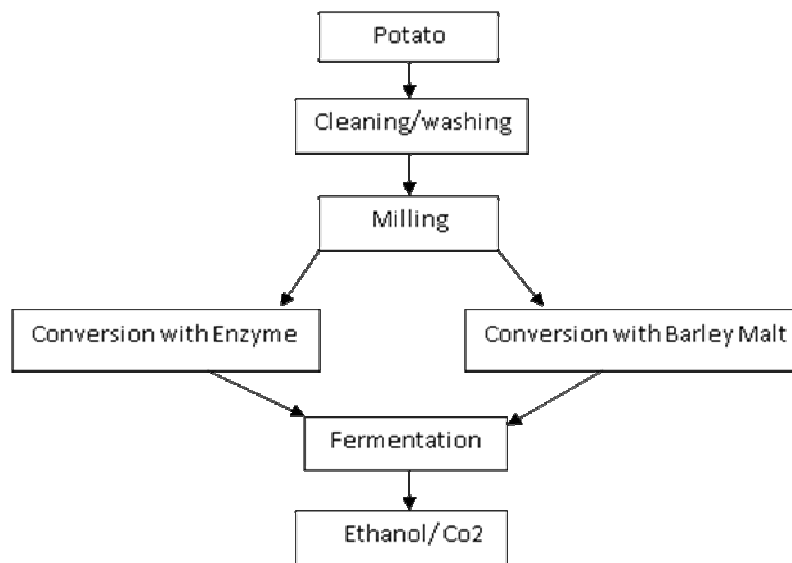 Potato
Cleaning/washing
Milling
Conversion with Enzyme
Conversion with Barley Malt
Fermentation
Ethanol/Co2